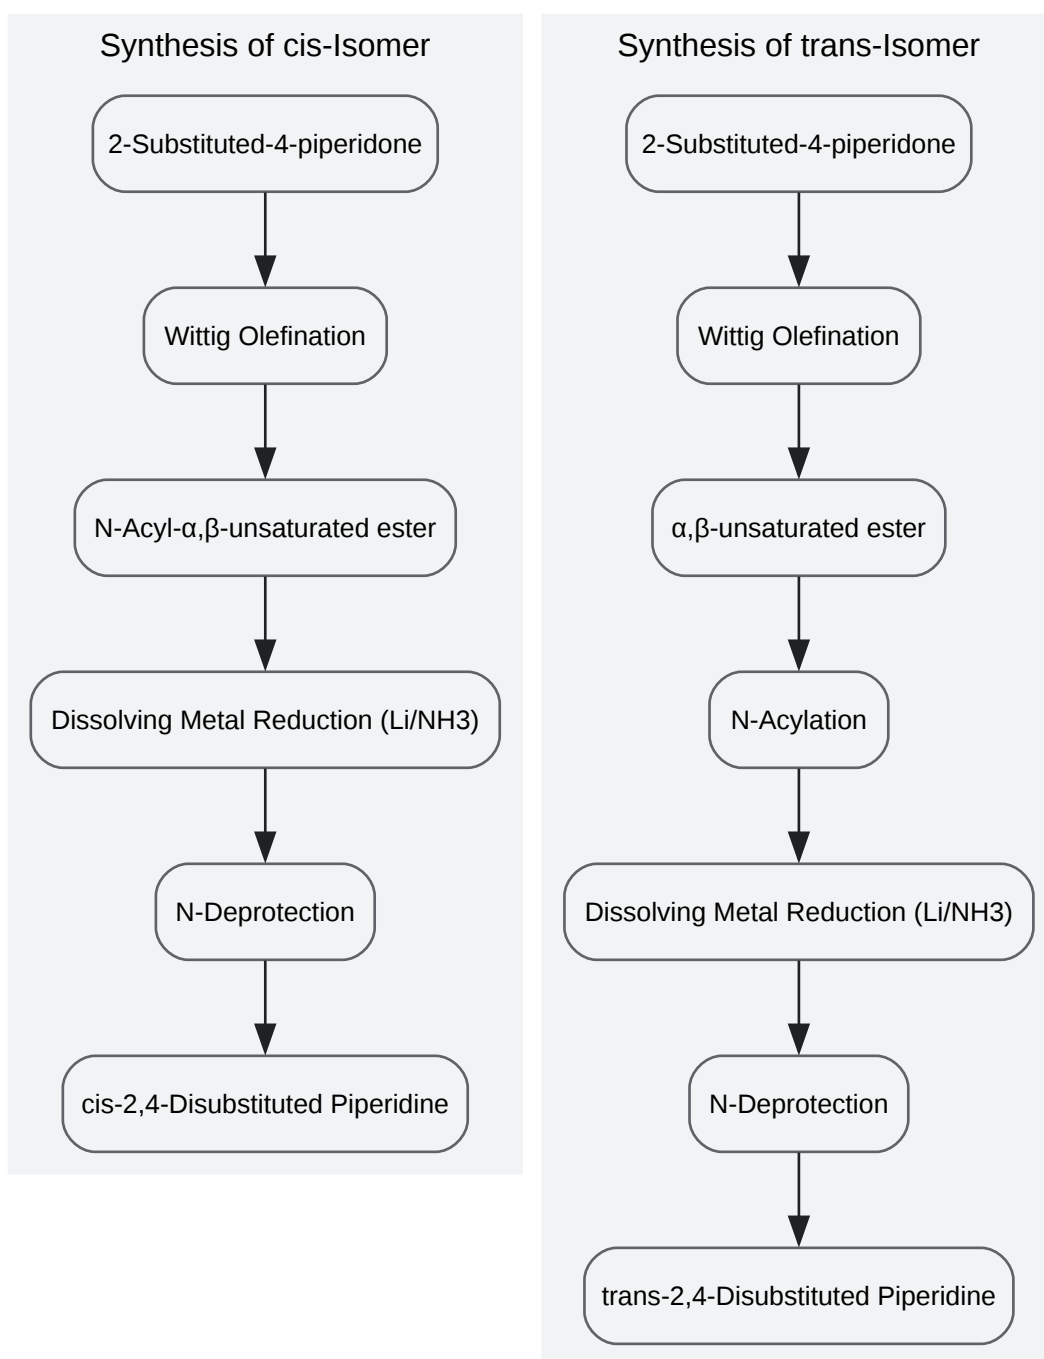 Synthesis of cis-Isomer
2-Substituted-4-piperidone
Wittig Olefination
N-Acyl-α,β-unsaturated ester
Dissolving Metal Reduction (Li/NH3)
N-Deprotection
cis-2,4-Disubstituted Piperidine
Synthesis of trans-Isomer
2-Substituted-4-piperidone
Wittig Olefination
α,β-unsaturated ester
N-Acylation
Dissolving Metal Reduction (Li/NH3)
N-Deprotection
trans-2,4-Disubstituted Piperidine